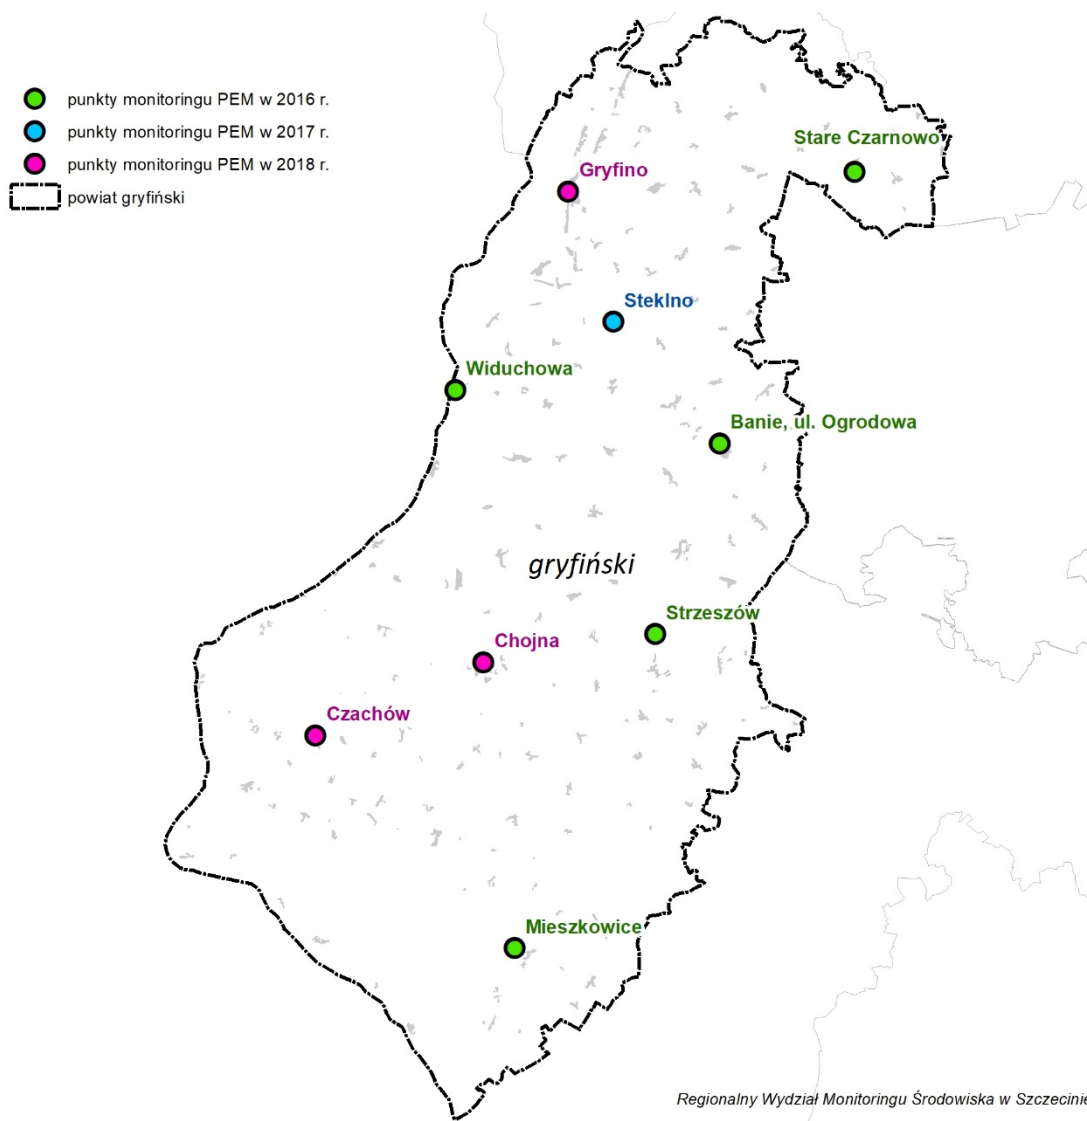 punkty monitoringu PEM w 2016 r.
punkty monitoringu PEM w 2017 r.
punkty monitoringu PEM w 2018 r.
powiat gryfiński
Stare Czarnowo
Gryfino
Steklno
Widuchowa
Banie, ul. Ogrodowa
gryfiński
Strzeszów
Chojna
Czachów
Mieszkowice
Regionalny Wydział Monitoringu Środowiska w Szczecinie